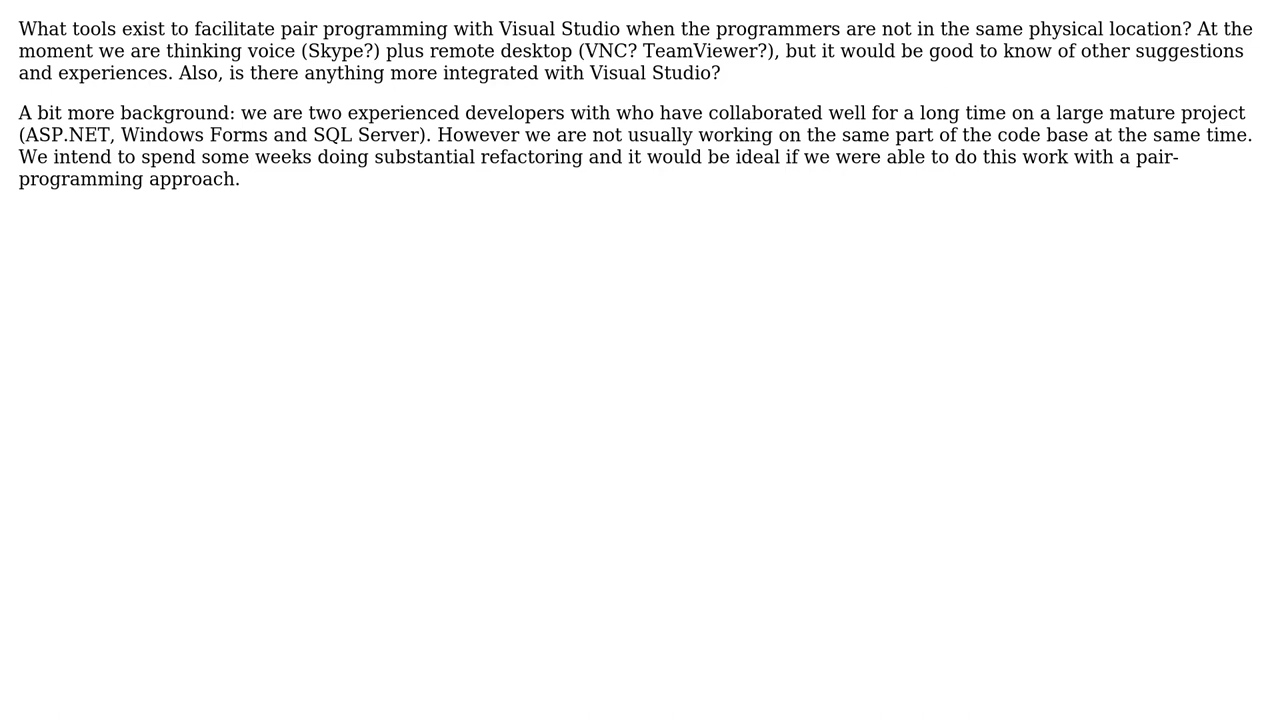 What tools exist to facilitate pair programming with Visual Studio when the programmers are not in the same physical location? At the
moment we are thinking voice (Skype?) plus remote desktop (VNC? TeamViewer?), but it would be good to know of other suggestions
and experiences. Also, is there anything more integrated with Visual Studio?
A bit more background: we are two experienced developers with who have collaborated well for a long time on a large mature project
(ASP.NET, Windows Forms and SQL Server). However we are not usually working on the same part of the code base at the same time.
We intend to spend some weeks doing substantial refactoring and it would be ideal if we were able to do this work with a pair-
programming approach.